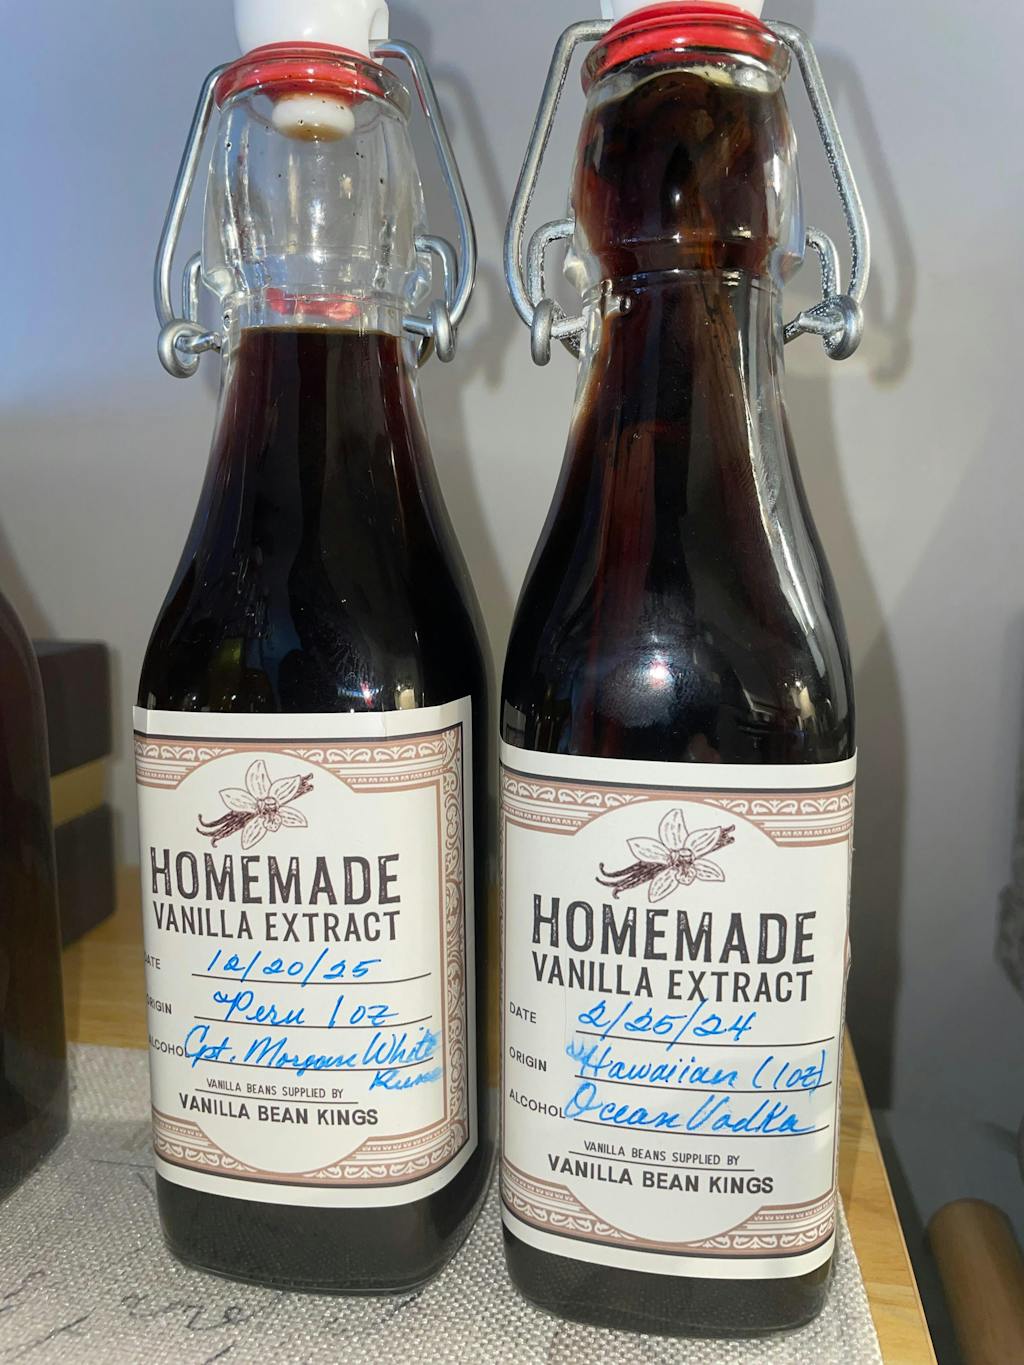 HOMEMADE
VANILLA EXTRACT
DATE 12/20/25
ORIGIN Peru 1oz
ALCOHOL Cpt. Morgan White
Rum
VANILLA BEANS SUPPLIED BY
VANILLA BEAN KINGS
HOMEMADE
VANILLA EXTRACT
DATE 2/25/24
ORIGIN Hawaiian (1oz)
ALCOHOL Ocean Vodka
VANILLA BEANS SUPPLIED BY
VANILLA BEAN KINGS